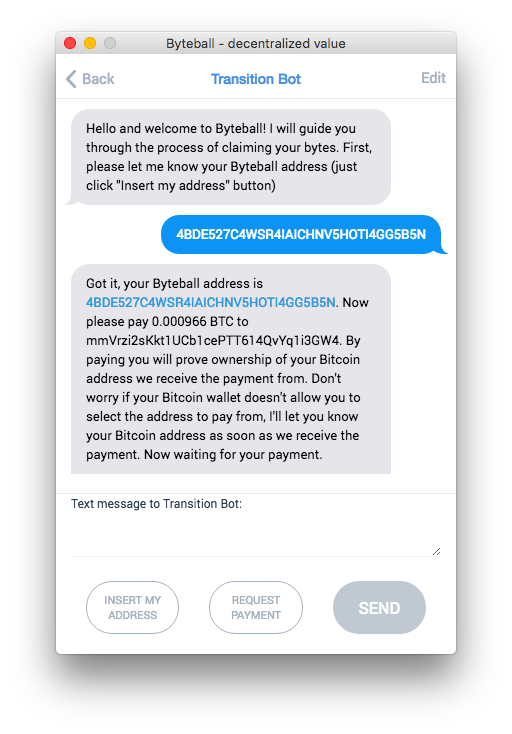 Byteball - decentralized value
Back
Transition Bot
Edit
Hello and welcome to Byteball! I will guide you
through the process of claiming your bytes. First,
please let me know your Byteball address (just
click "Insert my address" button)
4BDE527C4WSR4IAICHNV5HOTI4GG5B5N
Got it, your Byteball address is
4BDE527C4WSR4IAICHNV5HOTI4GG5B5N. Now
please pay 0.000966 BTC to
mmVrzi2sKkt1UCb1cePTT614QvYq1i3GW4. By
paying you will prove ownership of your Bitcoin
address we receive the payment from. Don't
worry if your Bitcoin wallet doesn't allow you to
select the address to pay from, I'll let you know
your Bitcoin address as soon as we receive the
payment. Now waiting for your payment.
Text message to Transition Bot:
INSERT MY
ADDRESS
REQUEST
PAYMENT
SEND